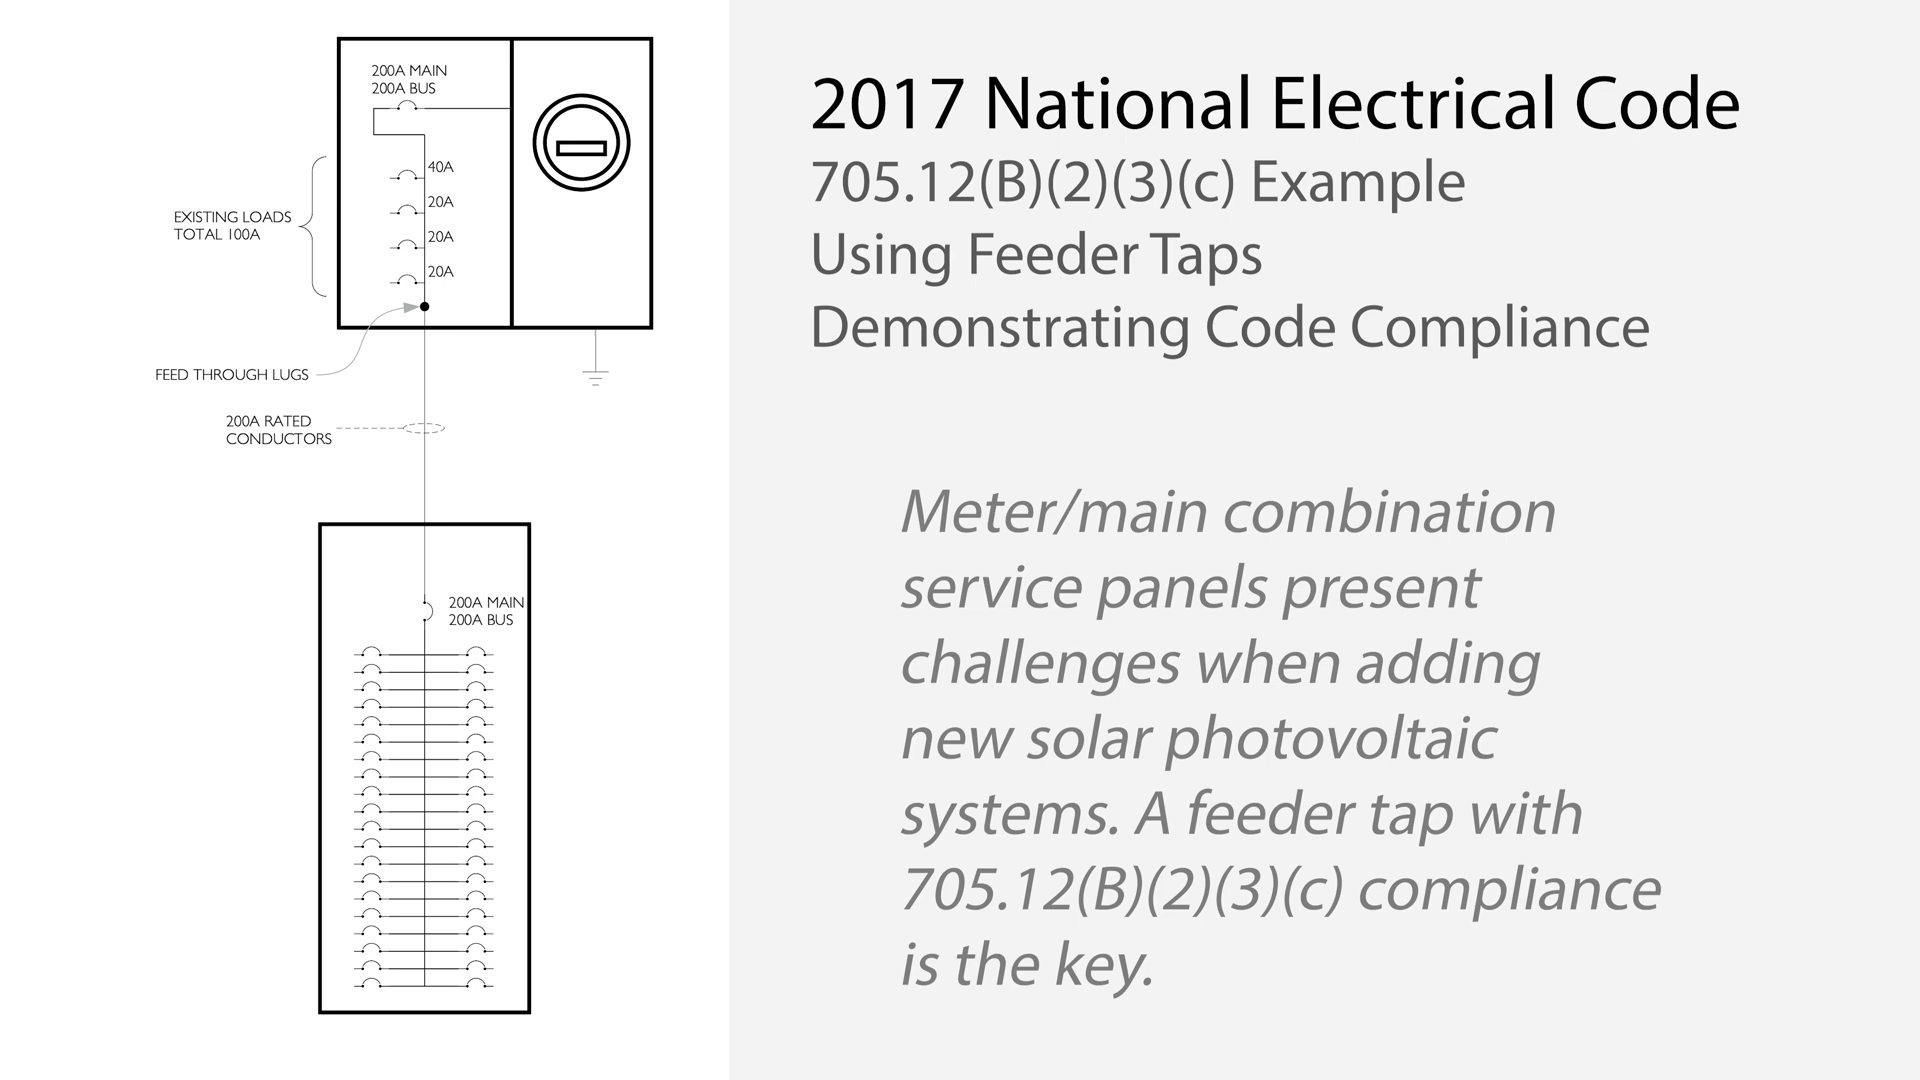 200A MAIN
200A BUS
40A
20A
20A
20A
EXISTING LOADS
TOTAL 100A
FEED THROUGH LUGS
200A RATED
CONDUCTORS
200A MAIN
200A BUS
2017 National Electrical Code
705.12(B)(2)(3)(c) Example
Using Feeder Taps
Demonstrating Code Compliance
Meter/main combination
service panels present
challenges when adding
new solar photovoltaic
systems. A feeder tap with
705.12(B)(2)(3)(c) compliance
is the key.